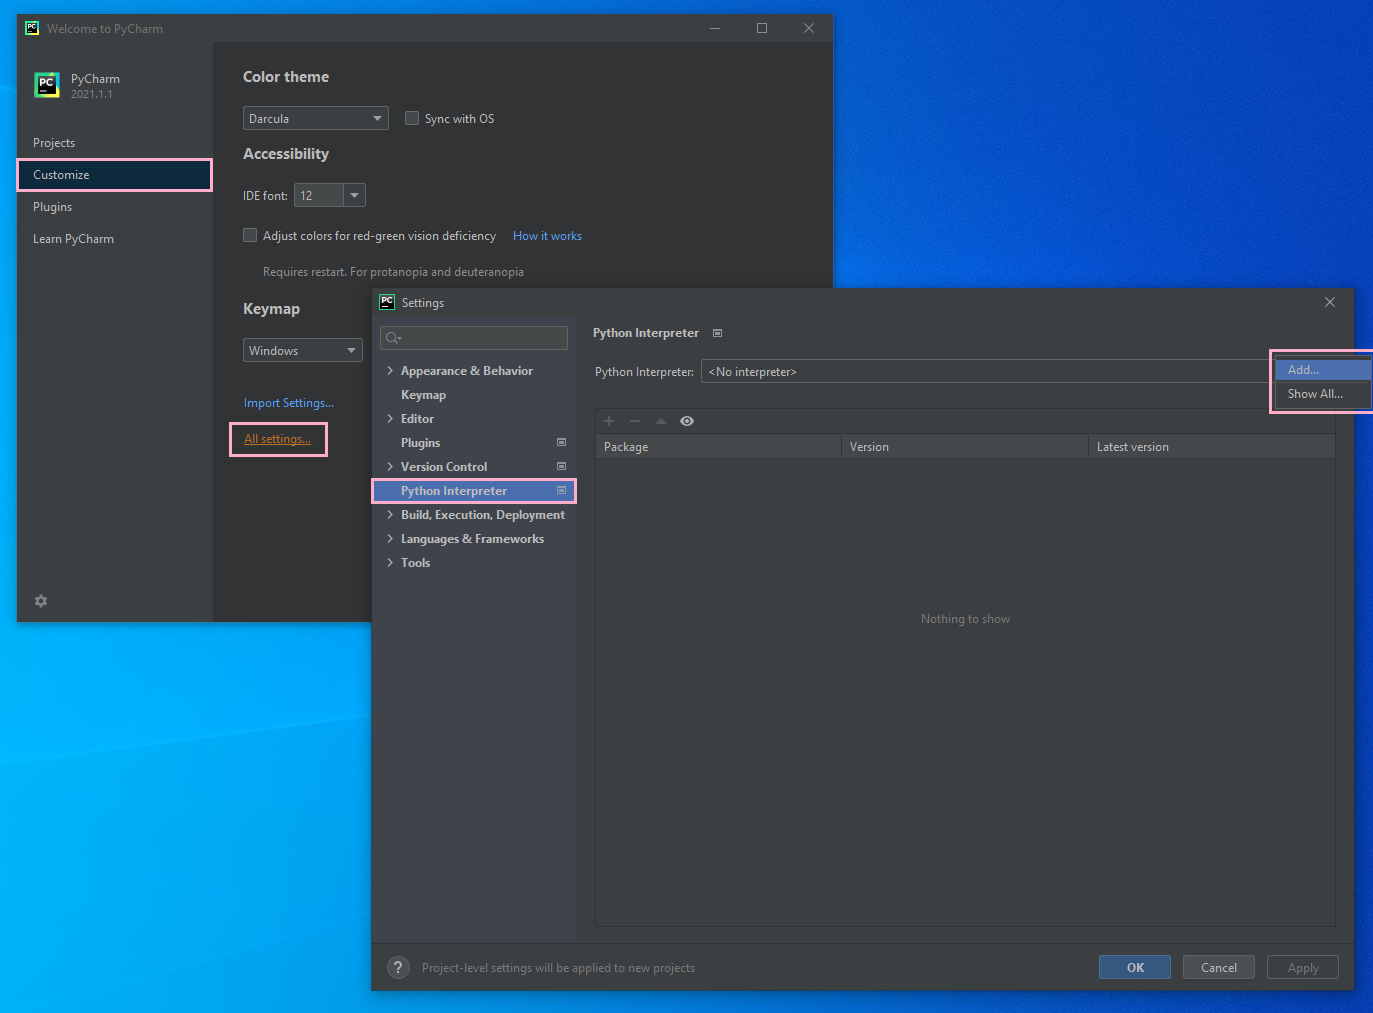 Welcome to PyCharm
PyCharm
2021.1.1
Projects
Customize
Plugins
Learn PyCharm
Color theme
Darcula
Sync with OS
Accessibility
IDE font: 12
Adjust colors for red-green vision deficiency How it works
Requires restart. For protanopia and deuteranopia
Keymap
Windows
Import Settings...
All settings...
Settings
Appearance & Behavior
Keymap
Editor
Plugins
Version Control
Python Interpreter
Build, Execution, Deployment
Languages & Frameworks
Tools
Python Interpreter
Python Interpreter: <No interpreter>
Add...
Show All...
Package Version Latest version
Nothing to show
? Project-level settings will be applied to new projects
OK Cancel Apply